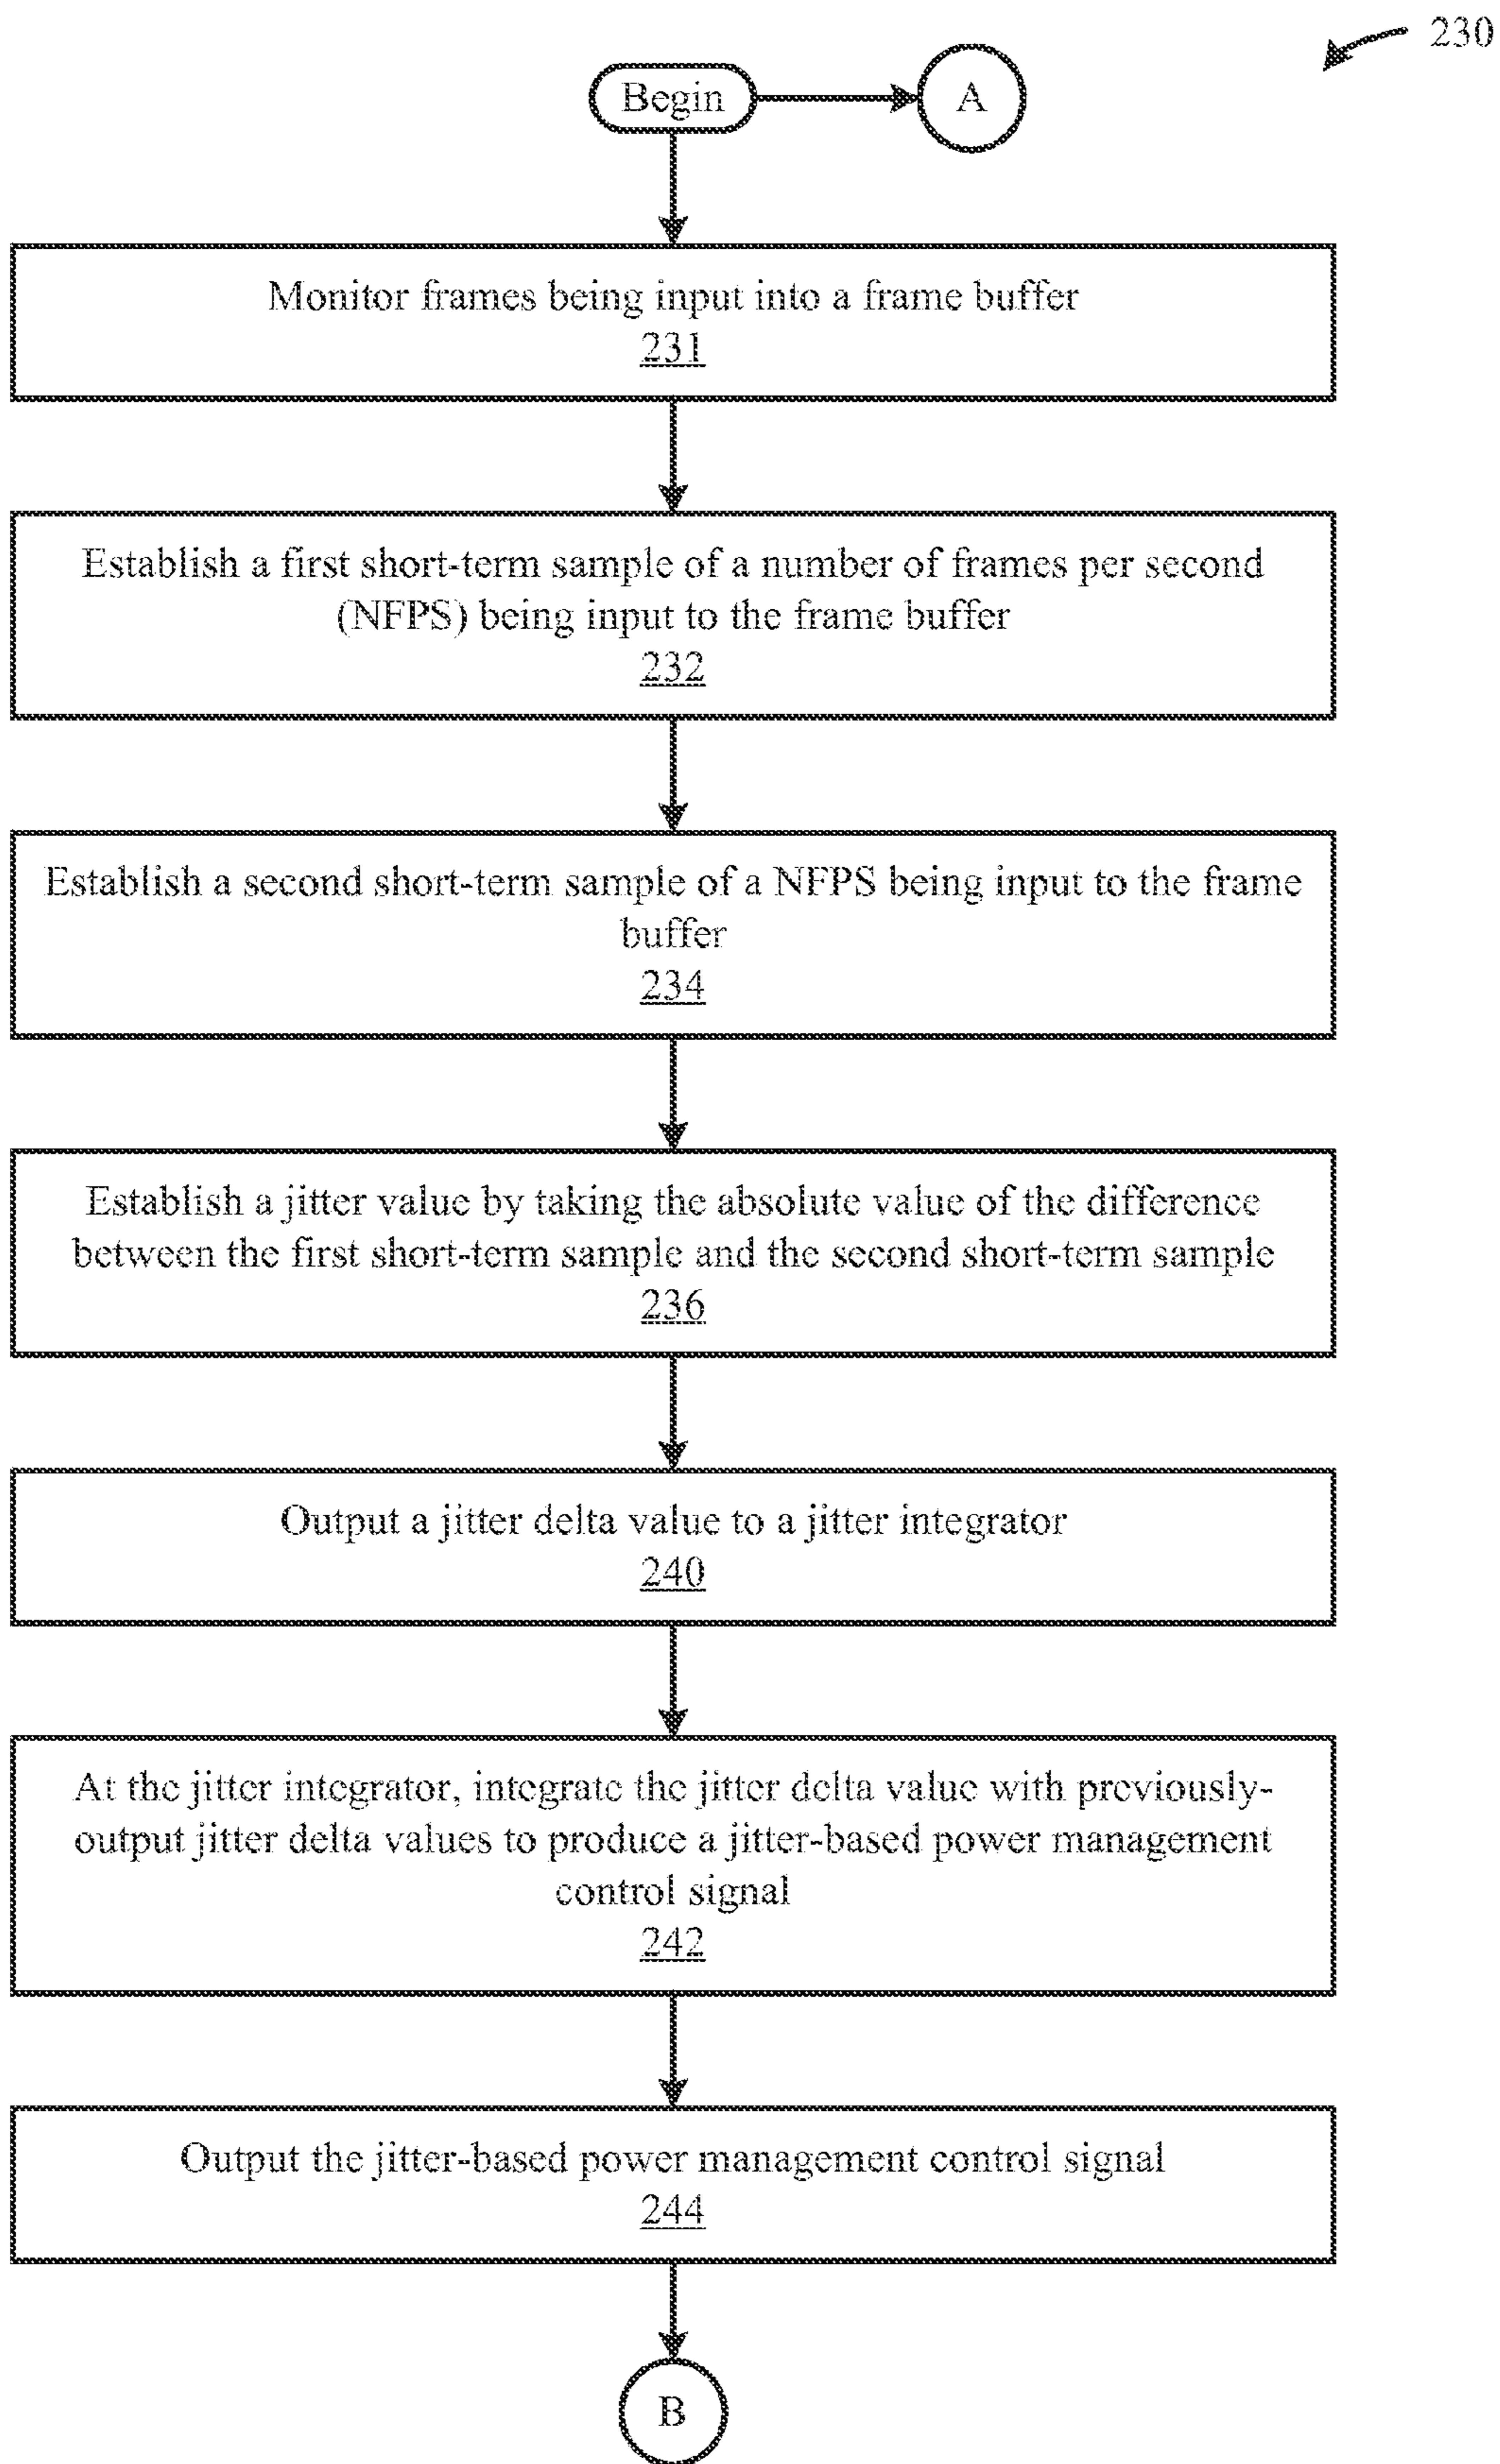 230
Begin
A
Monitor frames being input into a frame buffer
231
Establish a first short-term sample of a number of frames per second
(NFPS) being input to the frame buffer
232
Establish a second short-term sample of a NFPS being input to the frame
buffer
234
Establish a jitter value by taking the absolute value of the difference
between the first short-term sample and the second short-term sample
236
Output a jitter delta value to a jitter integrator
240
At the jitter integrator, integrate the jitter delta value with previously-
output jitter delta values to produce a jitter-based power management
control signal
242
Output the jitter-based power management control signal
244
B